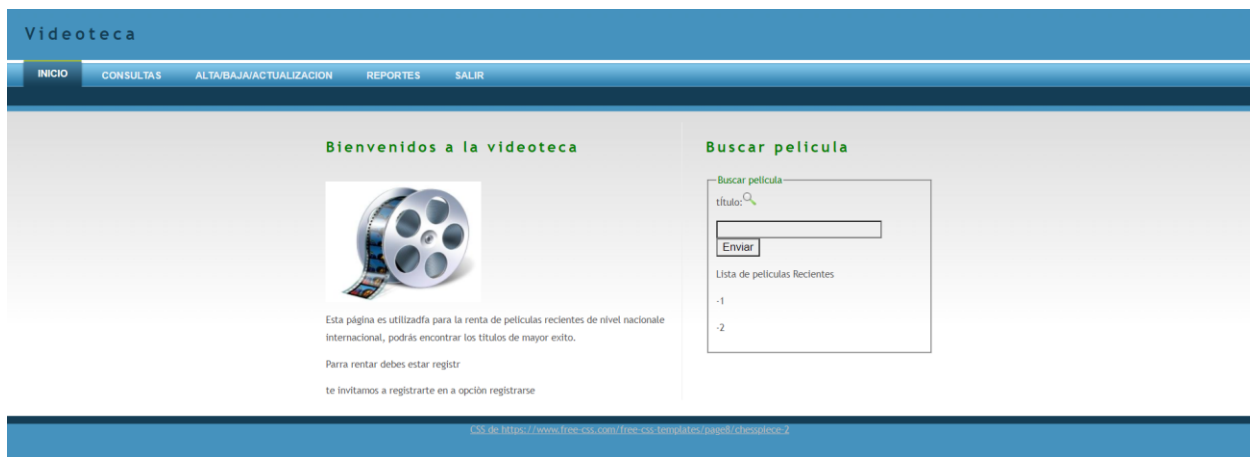 Videoteca
INICIO CONSULTAS ALTA/BAJA/ACTUALIZACION REPORTES SALIR
Bienvenidos a la videoteca
Esta página es utilizadfa para la renta de peliculas recientes de nivel nacionale
internacional, podrás encontrar los titulos de mayor exito.
Parra rentar debes estar registr
te invitamos a registrarte en a opciòn registrarse
Buscar pelicula
Buscar pelicula
título:
Enviar
Lista de peliculas Recientes
-1
-2
CSS de https://www.free-css.com/free-css-templates/page8/chesspiece-2